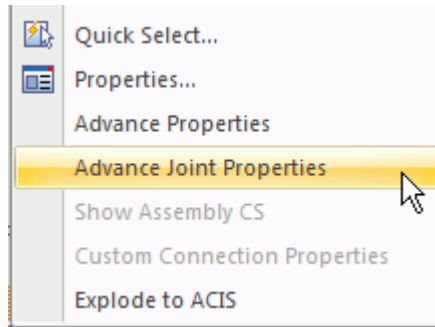 Quick Select...
Properties...
Advance Properties
Advance Joint Properties
Show Assembly CS
Custom Connection Properties
Explode to ACIS